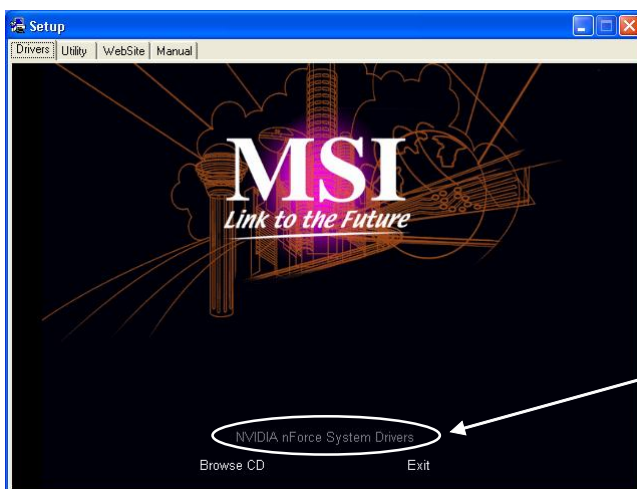 Setup
Drivers Utility WebSite Manual
MSI
Link to the Future
NVIDIA nForce System Drivers
Browse CD Exit